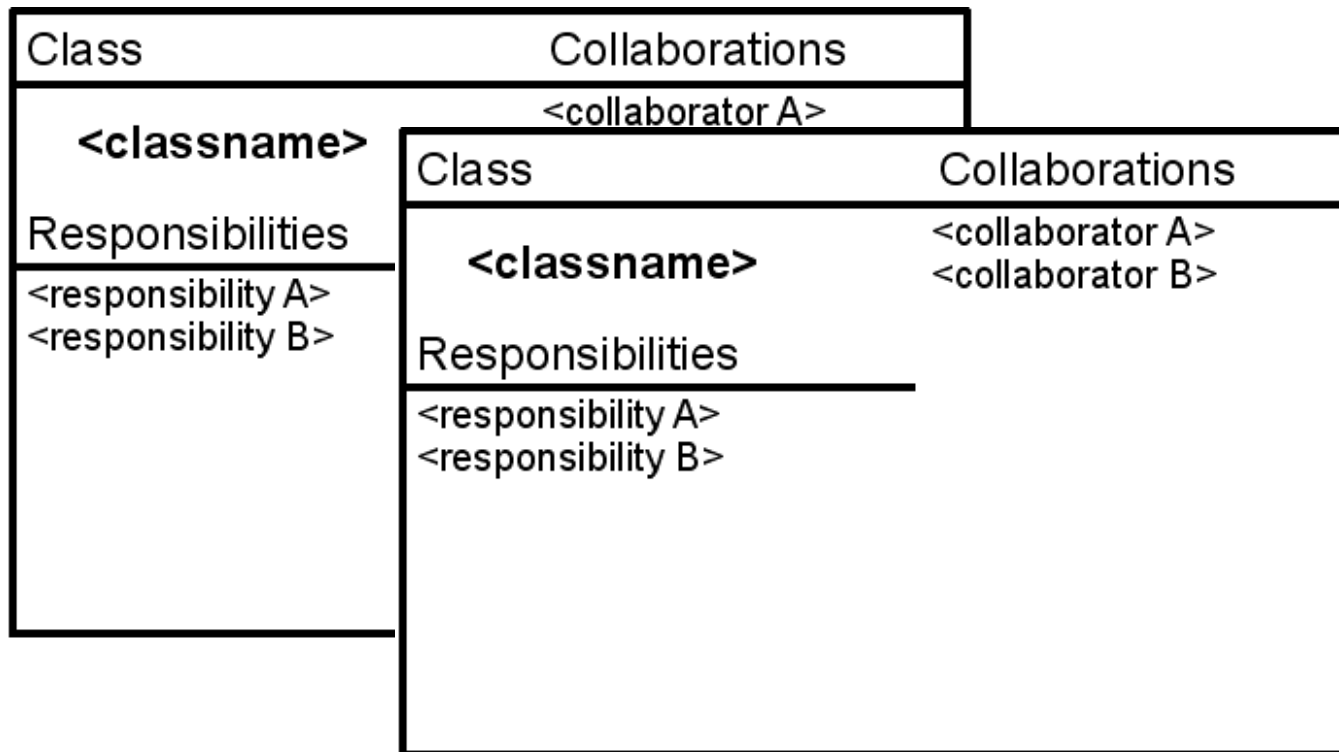 Class Collaborations
<collaborator A>
<classname>
Responsibilities
<responsibility A>
<responsibility B>
Class Collaborations
<collaborator A>
<collaborator B>
<classname>
Responsibilities
<responsibility A>
<responsibility B>